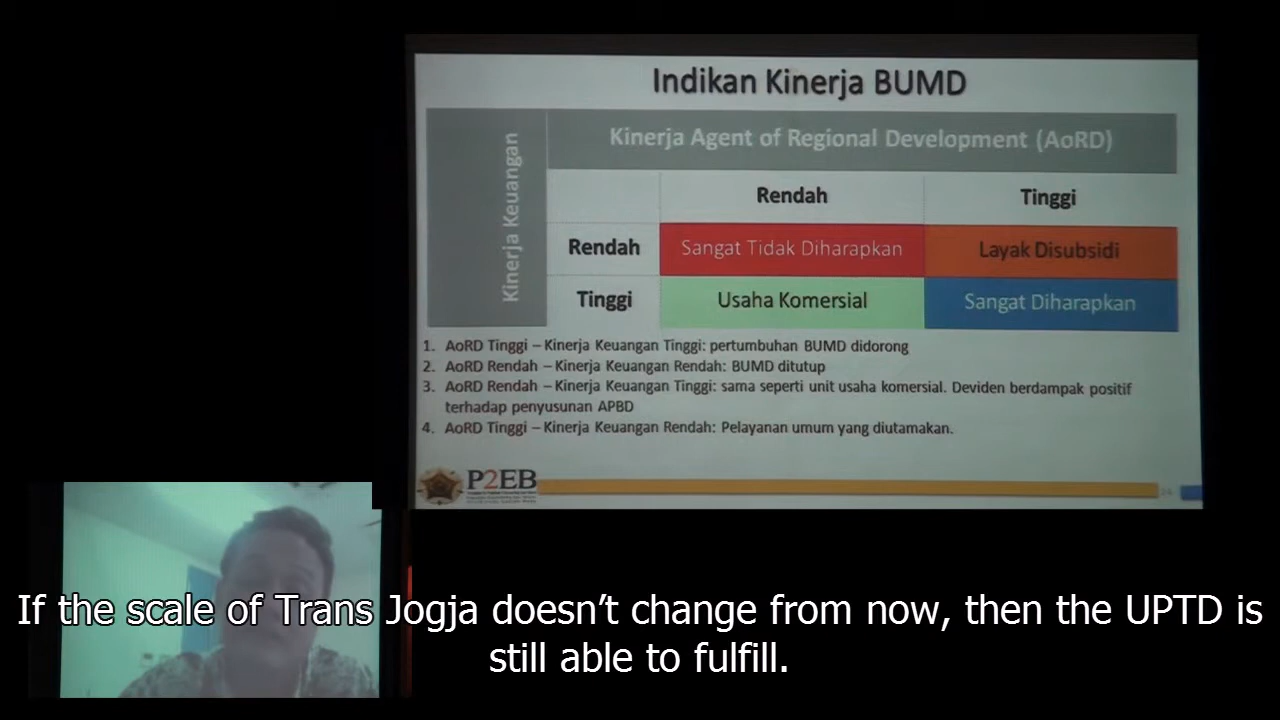 Indikan Kinerja BUMD
Kinerja Keuangan
Kinerja Agent of Regional Development (AoRD)
Rendah Tinggi
Rendah Sangat Tidak Diharapkan Layak Disubsidi
Tinggi Usaha Komersial Sangat Diharapkan
1. AoRD Tinggi – Kinerja Keuangan Tinggi: pertumbuhan BUMD didorong
2. AoRD Rendah – Kinerja Keuangan Rendah: BUMD ditutup
3. AoRD Rendah – Kinerja Keuangan Tinggi: sama seperti unit usaha komersial. Deviden berdampak positif
terhadap penyusunan APBD
4. AoRD Tinggi – Kinerja Keuangan Rendah: Pelayanan umum yang diutamakan.
P2EB
If the scale of Trans Jogja doesn’t change from now, then the UPTD is
still able to fulfill.